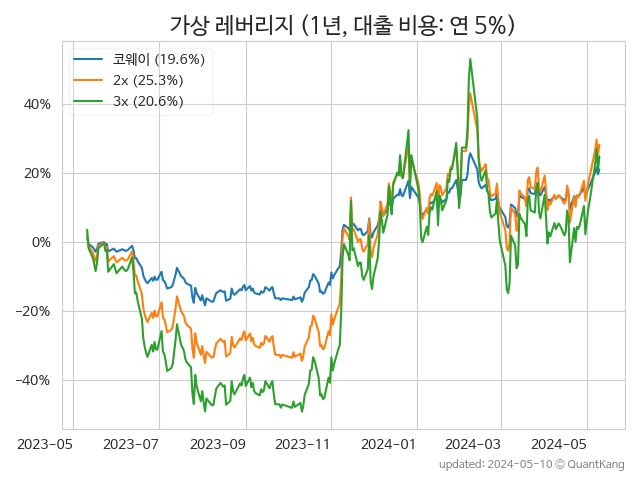 가상 레버리지 (1년, 대출 비용: 연 5%)
코웨이 (19.6%)
2x (25.3%)
3x (20.6%)
40%
20%
0%
−20%
−40%
2023-05 2023-07 2023-09 2023-11 2024-01 2024-03 2024-05
updated: 2024-05-10 © QuantKang